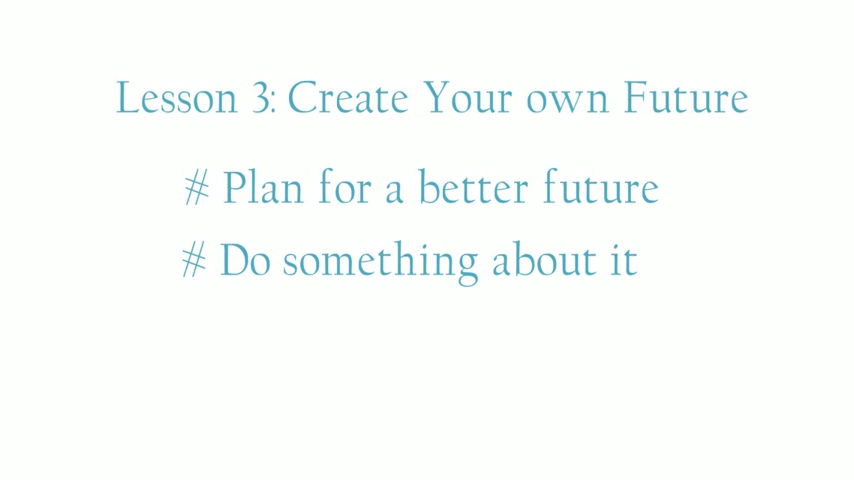 Lesson 3: Create Your own Future
# Plan for a better future
# Do something about it